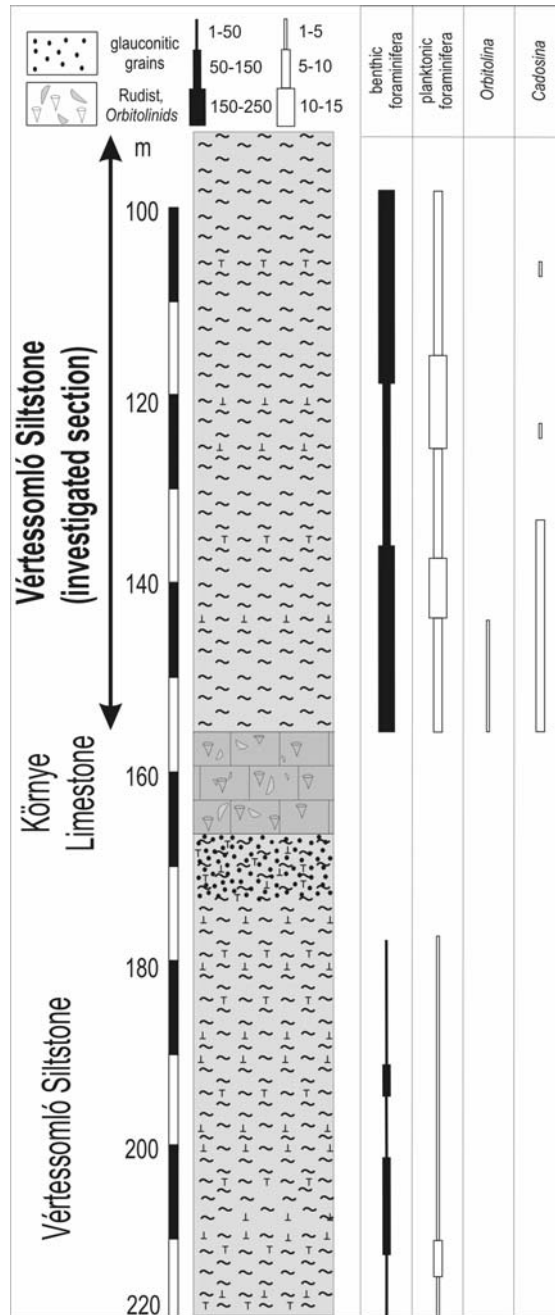 glauconitic
grains
Rudist,
Orbitolinids
1-50
50-150
150-250
1-5
5-10
10-15
benthic
foraminifera
planktonic
foraminifera
Orbitolina
Cadosina
m
100
120
140
160
180
200
220
Vértessomló Siltstone
(investigated section)
Környe
Limestone
Vértessomló Siltstone